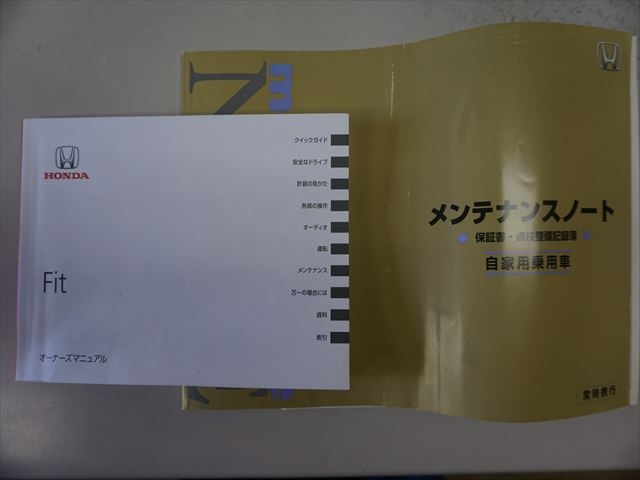 HONDA
Fit
オーナーズマニュアル
クイックガイド
安全なドライブ
計器の見かた
各部の操作
オーディオ
運転
メンテナンス
万一の場合には
資料
索引
メンテナンスノート
保証書・点検整備記録簿
自家用乗用車
常時携行